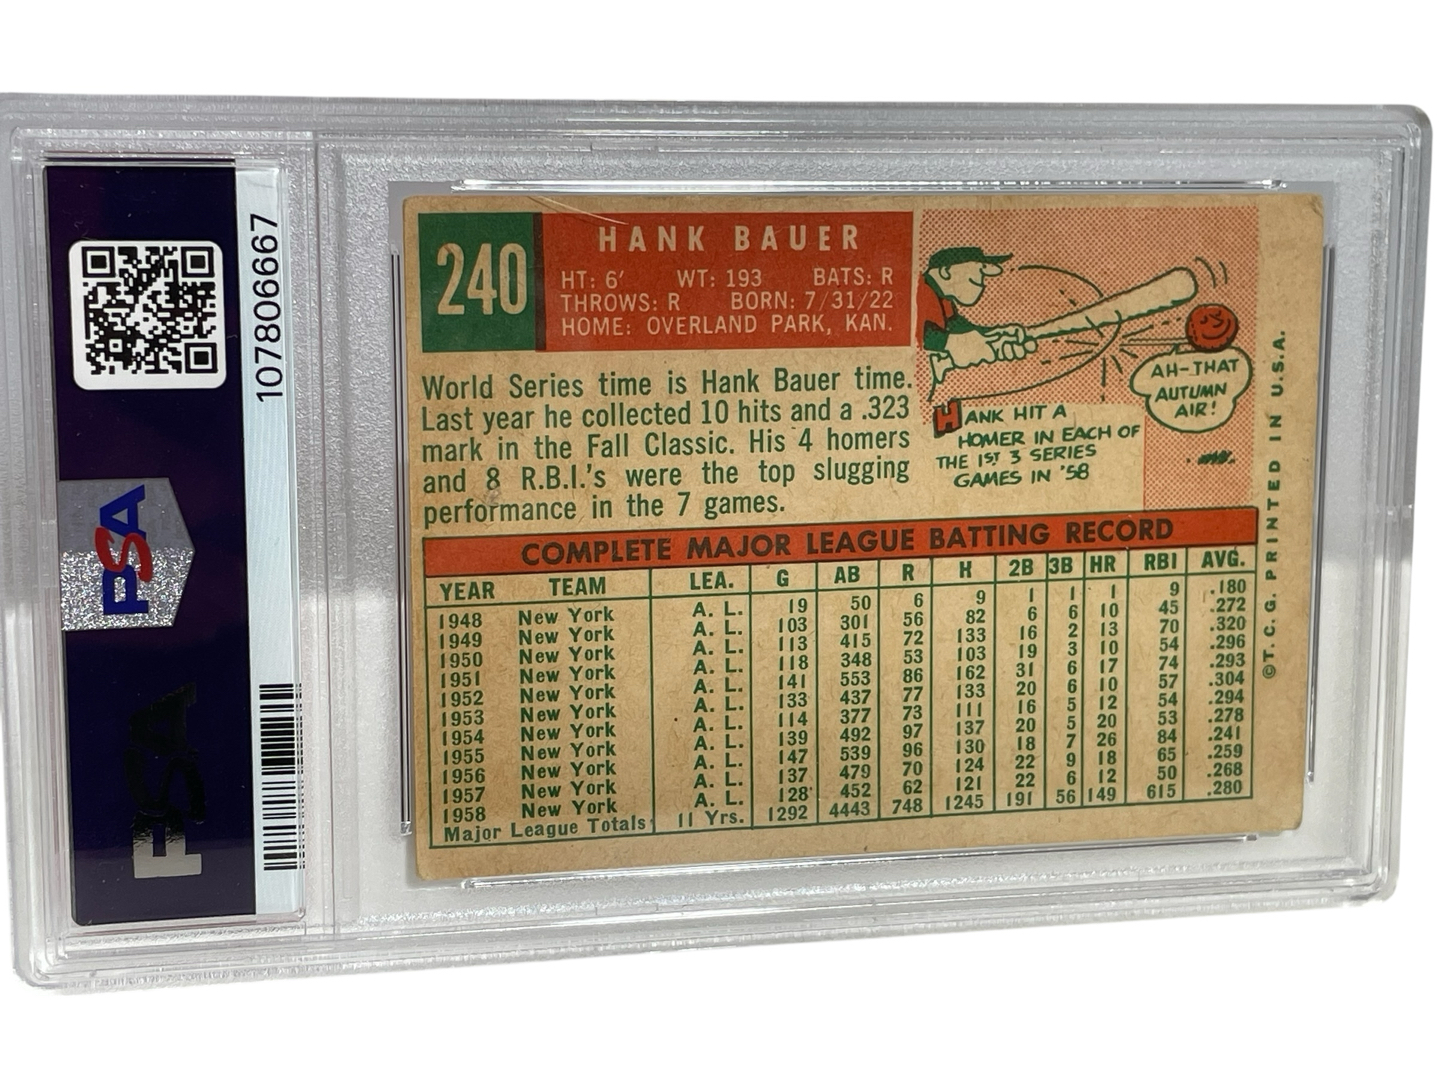 107806667
PSA
PSA
240
HANK BAUER
HT: 6' WT: 193 BATS: R
THROWS: R BORN: 7/31/22
HOME: OVERLAND PARK, KAN.
World Series time is Hank Bauer time.
Last year he collected 10 hits and a .323
mark in the Fall Classic. His 4 homers
and 8 R.B.I.'s were the top slugging
performance in the 7 games.
AH-THAT
AUTUMN
AIR!
HANK HIT A
HOMER IN EACH OF
THE 1ST 3 SERIES
GAMES IN '58
COMPLETE MAJOR LEAGUE BATTING RECORD
YEAR TEAM LEA. G AB R H 2B 3B HR RBI AVG.
1948 New York A. L. 19 50 6 9 1 1 1 9 .180
1949 New York A. L. 103 301 56 82 6 6 10 45 .272
1950 New York A. L. 113 415 72 133 16 2 13 70 .320
1951 New York A. L. 118 348 53 103 19 3 10 54 .296
1952 New York A. L. 141 553 86 162 31 6 17 74 .293
1953 New York A. L. 133 437 77 133 20 6 10 57 .304
1954 New York A. L. 114 377 73 111 16 5 12 54 .294
1955 New York A. L. 139 492 97 137 20 5 20 53 .278
1956 New York A. L. 147 539 96 130 18 7 26 84 .241
1957 New York A. L. 137 479 70 124 22 9 18 65 .259
1958 New York A. L. 128 452 62 121 22 6 12 50 .268
Major League Totals 11 Yrs. 1292 4443 748 1245 191 56 149 615 .280
©T. C. G. PRINTED IN U.S.A.